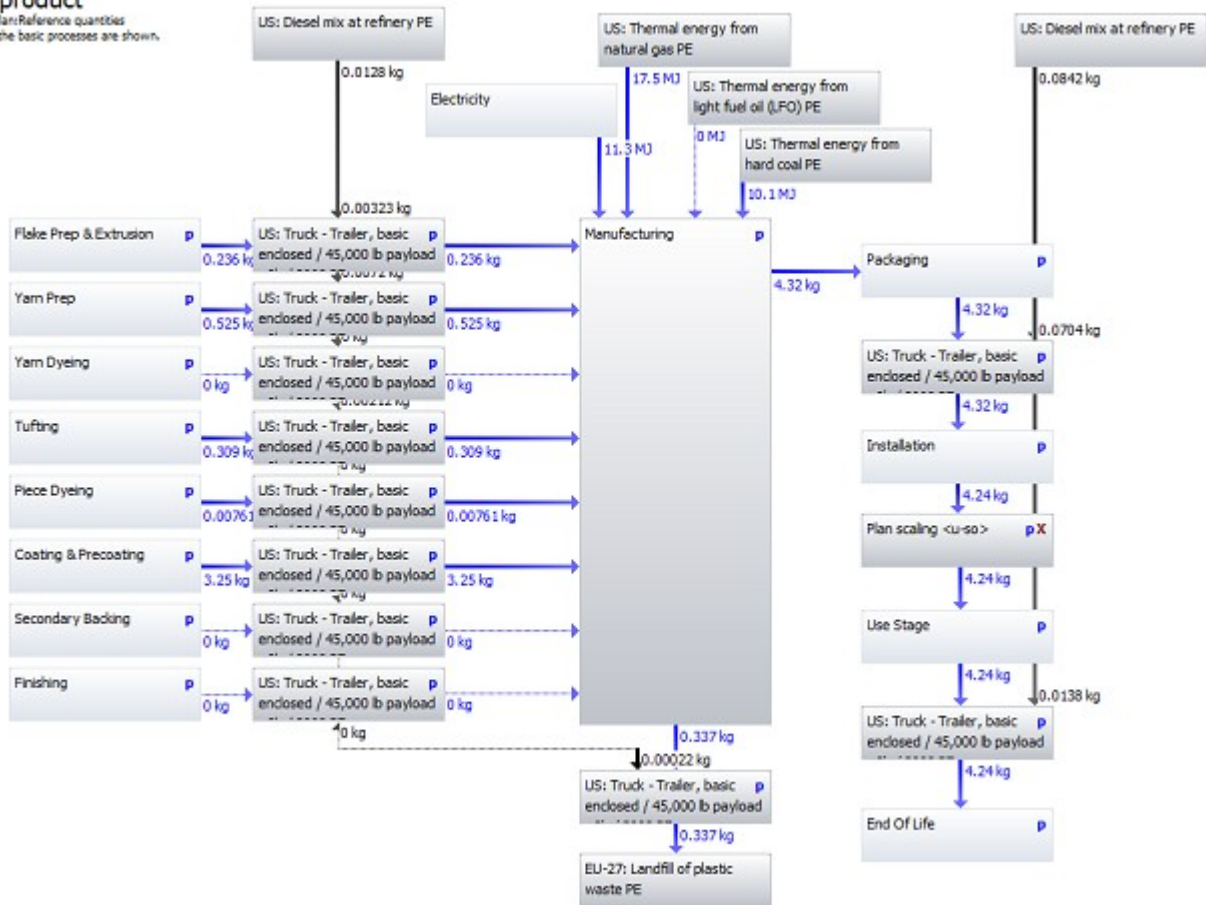 product
Reference quantities
the basic processes are shown.
US: Diesel mix at refinery PE
0.0128 kg
US: Thermal energy from
natural gas PE
17.5 MJ
US: Diesel mix at refinery PE
0.0842 kg
Electricity
11.3 MJ
US: Thermal energy from
light fuel oil (LFO) PE
0 MJ
US: Thermal energy from
hard coal PE
10.1 MJ
0.00323 kg
Flake Prep & Extrusion p
0.236 kg
US: Truck - Trailer, basic p
enclosed / 45,000 lb payload
0.236 kg
0.0072 kg
Yarn Prep p
0.525 kg
US: Truck - Trailer, basic p
enclosed / 45,000 lb payload
0.525 kg
0 kg
Yarn Dyeing p
0 kg
US: Truck - Trailer, basic p
enclosed / 45,000 lb payload
0 kg
0.00212 kg
Tufting p
0.309 kg
US: Truck - Trailer, basic p
enclosed / 45,000 lb payload
0.309 kg
0 kg
Piece Dyeing p
0.00761
US: Truck - Trailer, basic p
enclosed / 45,000 lb payload
0.00761 kg
0 kg
Coating & Precoating p
3.25 kg
US: Truck - Trailer, basic p
enclosed / 45,000 lb payload
3.25 kg
0 kg
Secondary Backing p
0 kg
US: Truck - Trailer, basic p
enclosed / 45,000 lb payload
0 kg
Finishing p
0 kg
US: Truck - Trailer, basic p
enclosed / 45,000 lb payload
0 kg
0 kg
Manufacturing p
4.32 kg
0.337 kg
0.00022 kg
US: Truck - Trailer, basic p
enclosed / 45,000 lb payload
0.337 kg
EU-27: Landfill of plastic
waste PE
Packaging p
4.32 kg
0.0704 kg
US: Truck - Trailer, basic p
enclosed / 45,000 lb payload
4.32 kg
Installation p
4.24 kg
Plan scaling <u-so> p X
4.24 kg
Use Stage p
4.24 kg
0.0138 kg
US: Truck - Trailer, basic p
enclosed / 45,000 lb payload
4.24 kg
End Of Life p